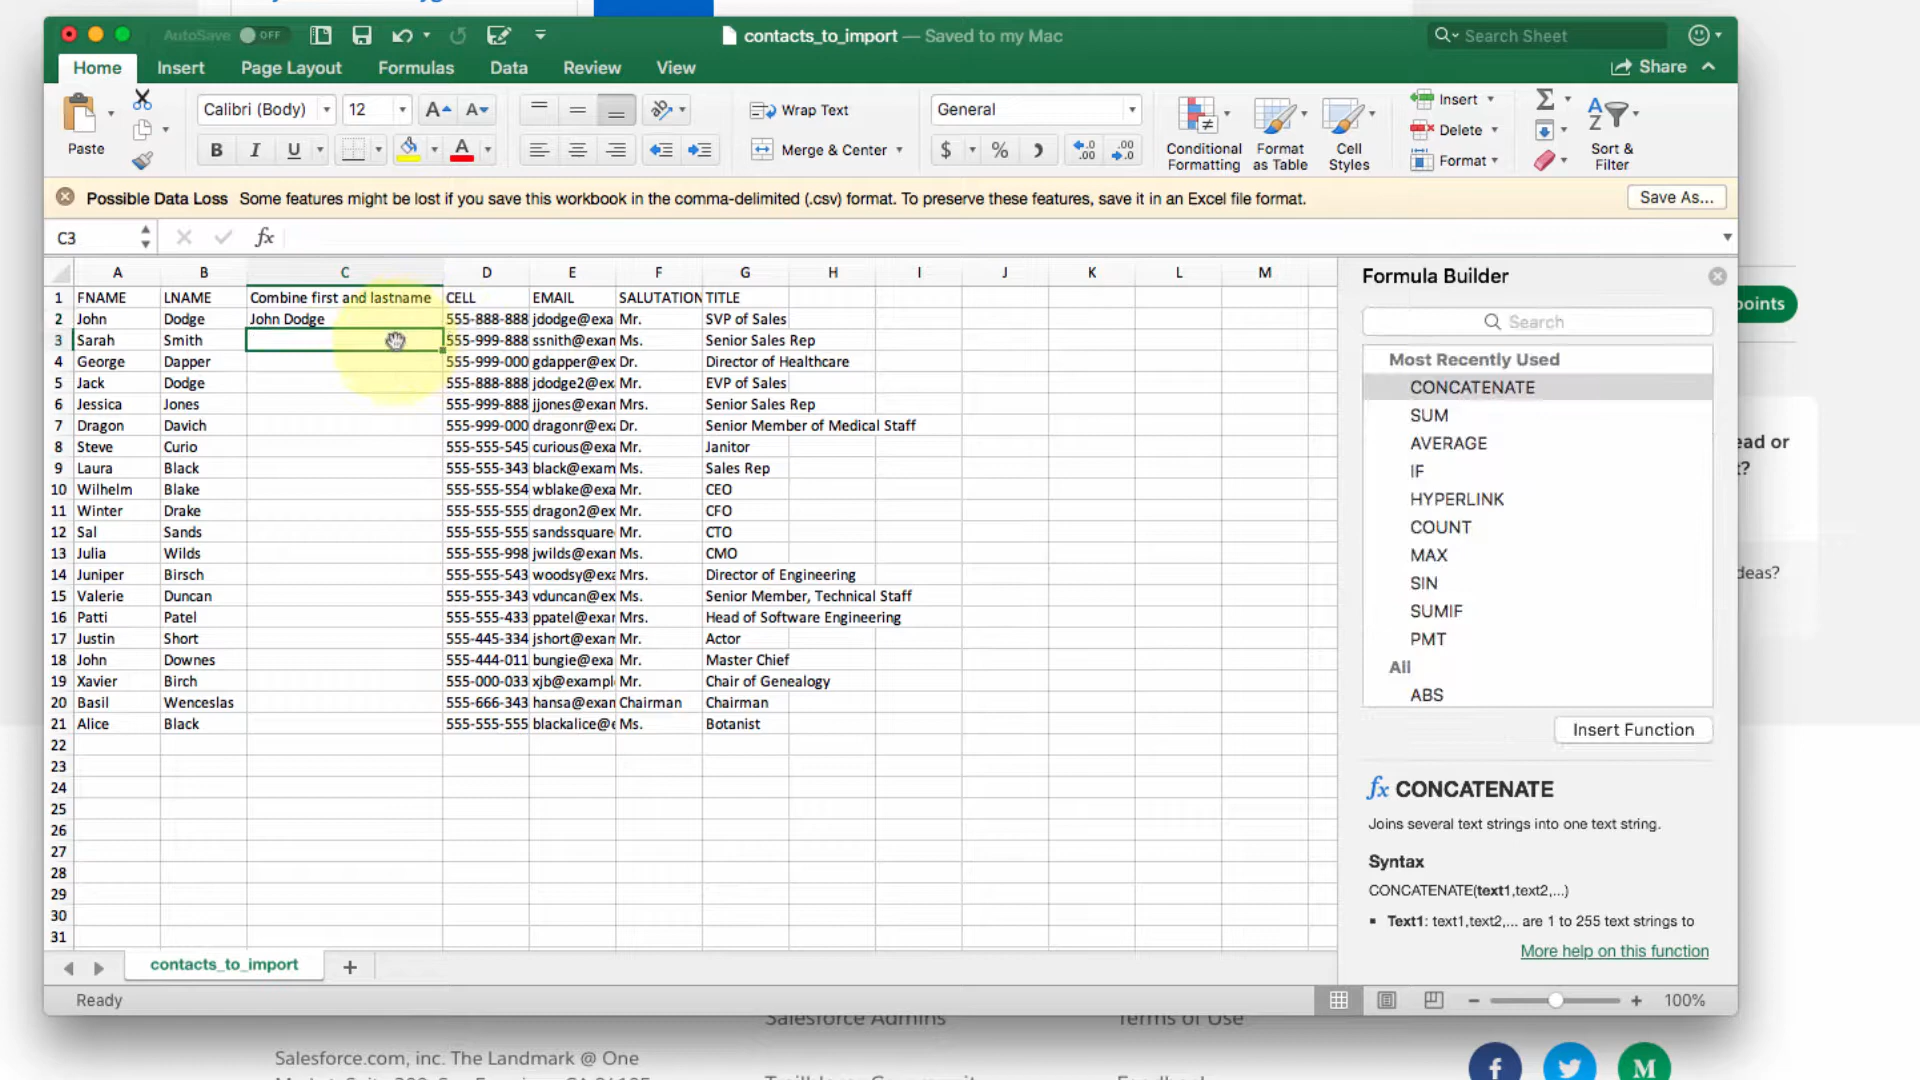 AutoSave OFF
contacts_to_import — Saved to my Mac
Search Sheet
Home Insert Page Layout Formulas Data Review View
Share
Paste
Calibri (Body) 12
Wrap Text
Merge & Center
General
$ %
Conditional Formatting
Format as Table
Cell Styles
Insert
Delete
Format
Sort & Filter
Possible Data Loss Some features might be lost if you save this workbook in the comma-delimited (.csv) format. To preserve these features, save it in an Excel file format.
Save As...
C3 fx
A B C D E F G H I J K L M
1 FNAME LNAME Combine first and lastname CELL EMAIL SALUTATION TITLE
2 John Dodge John Dodge 555-888-888 jdodge@exa Mr. SVP of Sales
3 Sarah Smith 555-999-888 ssnith@exam Ms. Senior Sales Rep
4 George Dapper 555-999-000 gdapper@ex Dr. Director of Healthcare
5 Jack Dodge 555-888-888 jdodge2@ex Mr. EVP of Sales
6 Jessica Jones 555-999-888 jjones@exan Mrs. Senior Sales Rep
7 Dragon Davich 555-999-000 dragonr@exa Dr. Senior Member of Medical Staff
8 Steve Curio 555-555-545 curious@exa Mr. Janitor
9 Laura Black 555-555-343 black@exam Ms. Sales Rep
10 Wilhelm Blake 555-555-554 wblake@exa Mr. CEO
11 Winter Drake 555-555-555 dragon2@exa Mr. CFO
12 Sal Sands 555-555-555 sandssquare Mr. CTO
13 Julia Wilds 555-555-998 jwilds@exan Ms. CMO
14 Juniper Birsch 555-555-543 woodsy@exa Mrs. Director of Engineering
15 Valerie Duncan 555-555-343 vduncan@ex Ms. Senior Member, Technical Staff
16 Patti Patel 555-555-433 ppatel@exam Mrs. Head of Software Engineering
17 Justin Short 555-445-334 jshort@exam Mr. Actor
18 John Downes 555-444-011 bungie@exa Mr. Master Chief
19 Xavier Birch 555-000-033 xjb@exampl Mr. Chair of Genealogy
20 Basil Wenceslas 555-666-343 hansa@exan Chairman Chairman
21 Alice Black 555-555-555 blackalice@e Ms. Botanist
22
23
24
25
26
27
28
29
30
31
contacts_to_import
Ready
100%
Formula Builder
Search
Most Recently Used
CONCATENATE
SUM
AVERAGE
IF
HYPERLINK
COUNT
MAX
SIN
SUMIF
PMT
All
ABS
Insert Function
fx CONCATENATE
Joins several text strings into one text string.
Syntax
CONCATENATE(text1,text2,...)
Text1: text1,text2,... are 1 to 255 text strings to
More help on this function
points
ead or
?
deas?
Salesforce Admins
Terms of Use
Salesforce.com, inc. The Landmark @ One